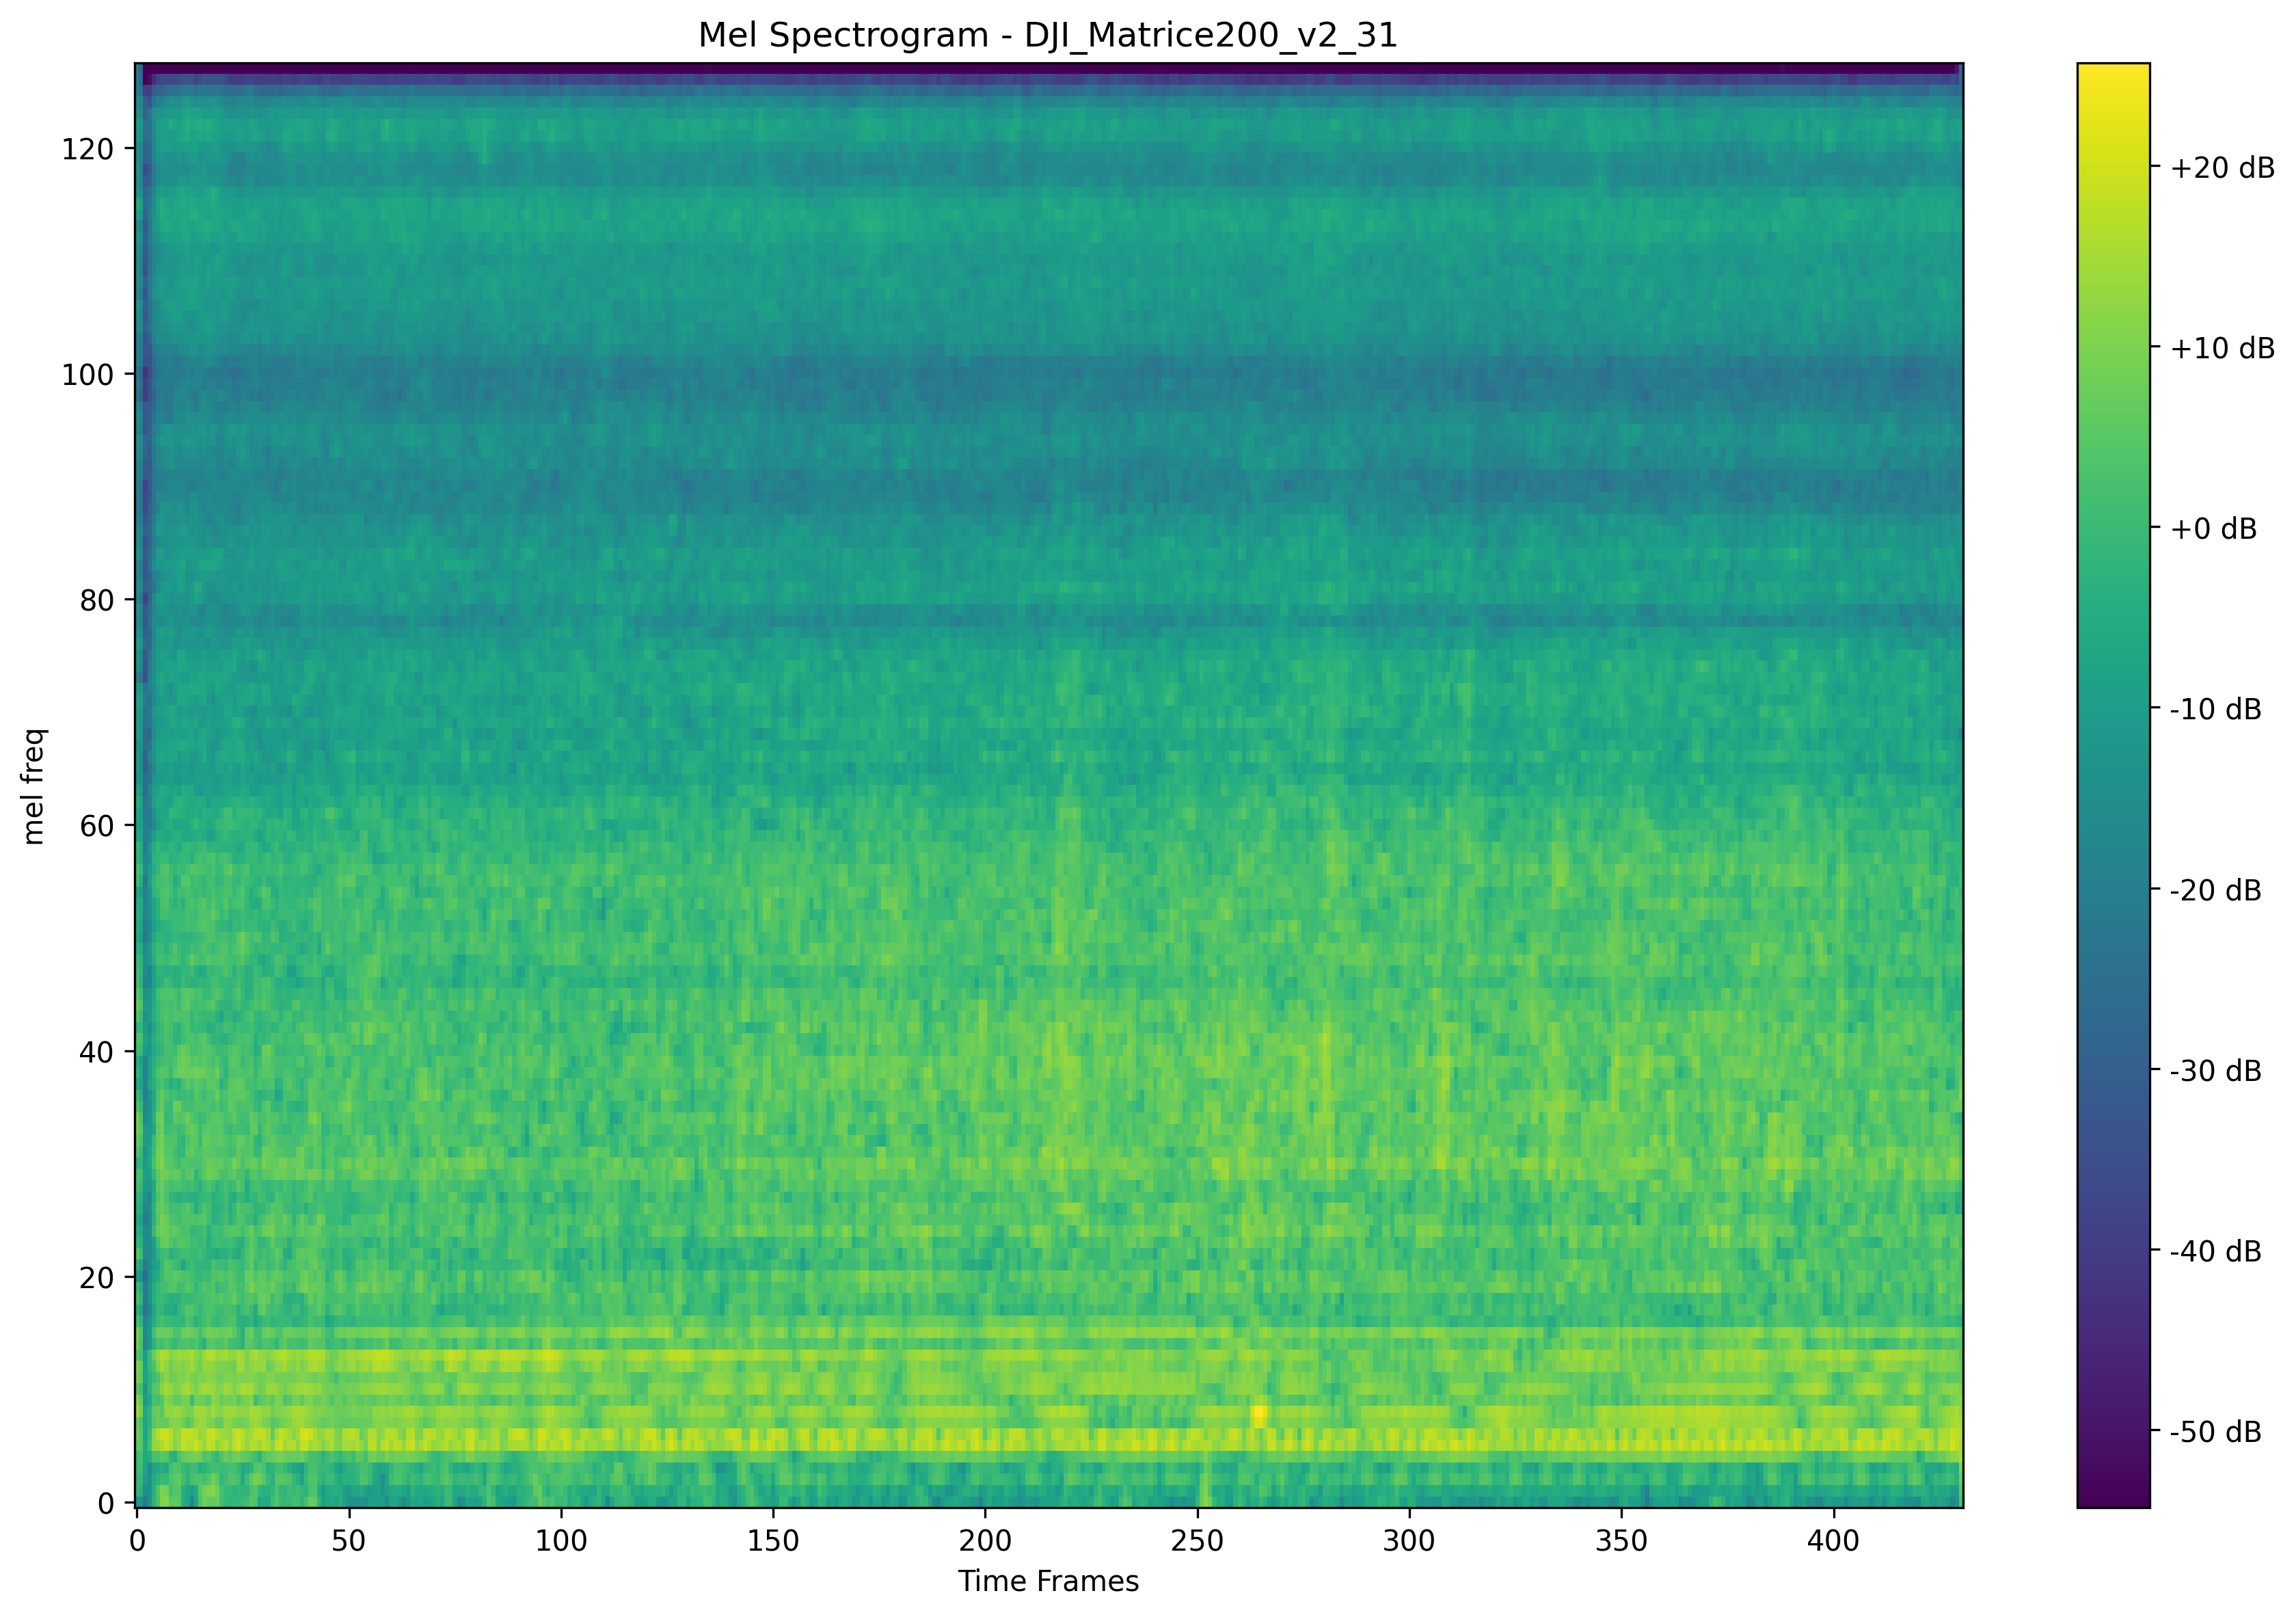 Mel Spectrogram - DJI_Matrice200_v2_31
mel freq
120
100
80
60
40
20
0
0 50 100 150 200 250 300 350 400
Time Frames
+20 dB
+10 dB
+0 dB
-10 dB
-20 dB
-30 dB
-40 dB
-50 dB